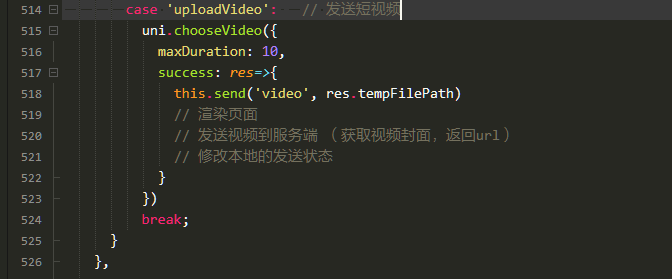 514 case 'uploadVideo': // 发送短视频
515 uni.chooseVideo({
516 maxDuration: 10,
517 success: res=>{
518 this.send('video', res.tempFilePath)
519 // 渲染页面
520 // 发送视频到服务端 （获取视频封面，返回url）
521 // 修改本地的发送状态
522 }
523 })
524 break;
525 }
526 },